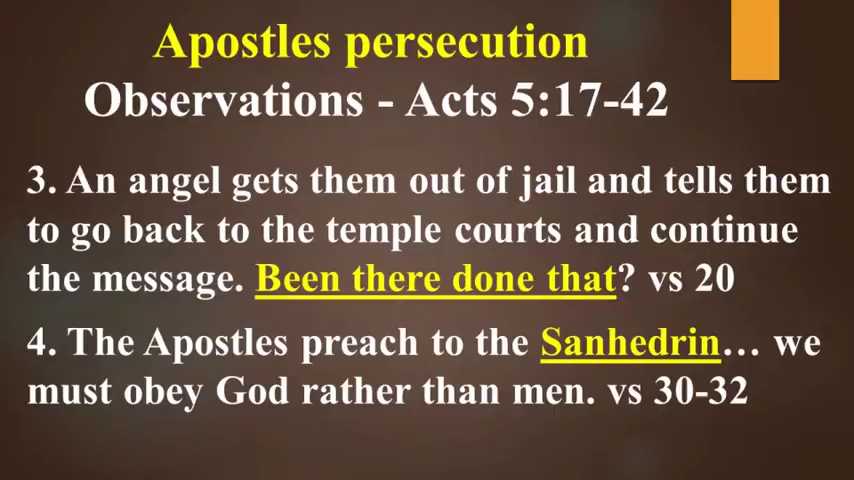 Apostles persecution
Observations - Acts 5:17-42
3. An angel gets them out of jail and tells them
to go back to the temple courts and continue
the message. Been there done that? vs 20
4. The Apostles preach to the Sanhedrin… we
must obey God rather than men. vs 30-32